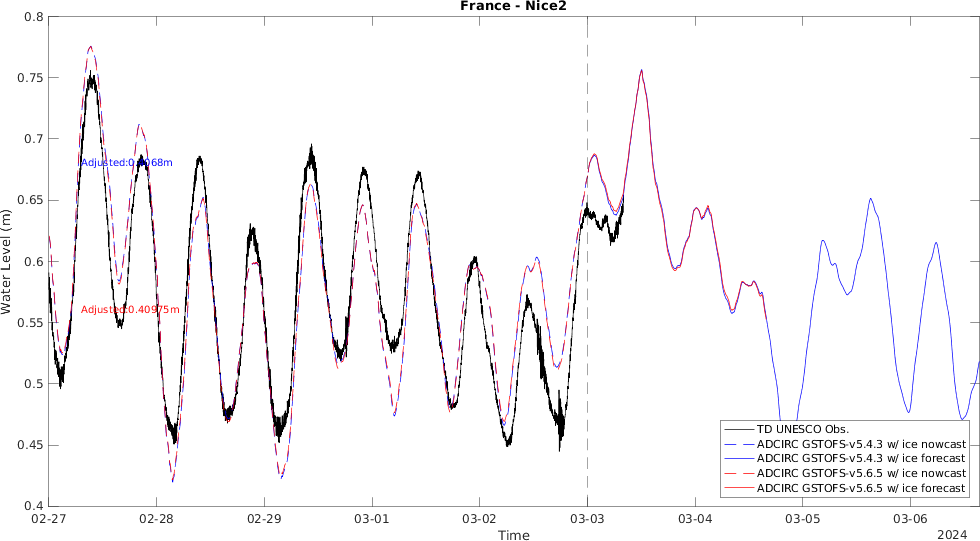 France - Nice2
0.8
0.75
0.7
0.65
0.6
0.55
0.5
0.45
0.4
Water Level (m)
Adjusted:0.40975m
TD UNESCO Obs.
ADCIRC GSTOFS-v5.4.3 w/ ice nowcast
ADCIRC GSTOFS-v5.4.3 w/ ice forecast
ADCIRC GSTOFS-v5.6.5 w/ ice nowcast
ADCIRC GSTOFS-v5.6.5 w/ ice forecast
02-27 02-28 02-29 03-01 03-02 03-03 03-04 03-05 03-06
Time
2024